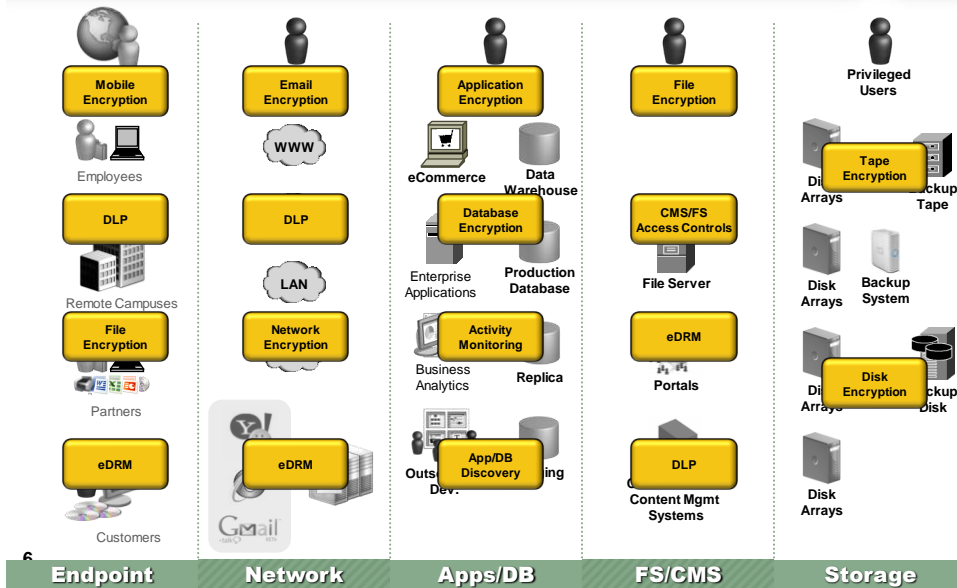 Mobile
Encryption
Employees
DLP
Remote Campuses
File
Encryption
Partners
eDRM
Customers
Email
Encryption
WWW
DLP
LAN
Network
Encryption
Y!
eDRM
GMail
talk BETA
Application
Encryption
eCommerce
Data
Warehouse
Database
Encryption
Enterprise
Applications
Production
Database
Activity
Monitoring
Business
Analytics
Replica
App/DB
Discovery
Dev.
File
Encryption
CMS/FS
Access Controls
File Server
eDRM
Portals
DLP
Content Mgmt
Systems
Privileged
Users
Tape
Encryption
Arrays
Tape
Disk
Arrays
Backup
System
Disk
Encryption
Arrays
Disk
Disk
Arrays
6
Endpoint
Network
Apps/DB
FS/CMS
Storage